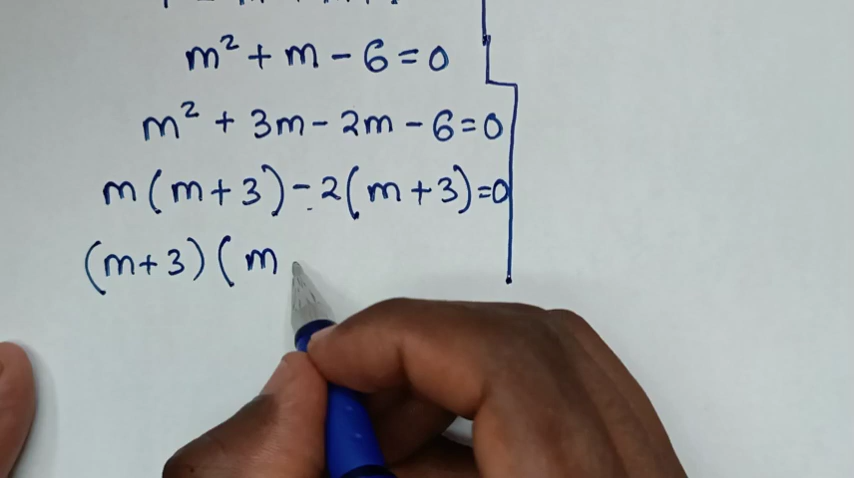 m² + m - 6 = 0
m² + 3m - 2m - 6 = 0
m(m+3) - 2(m+3) = 0
(m+3)(m